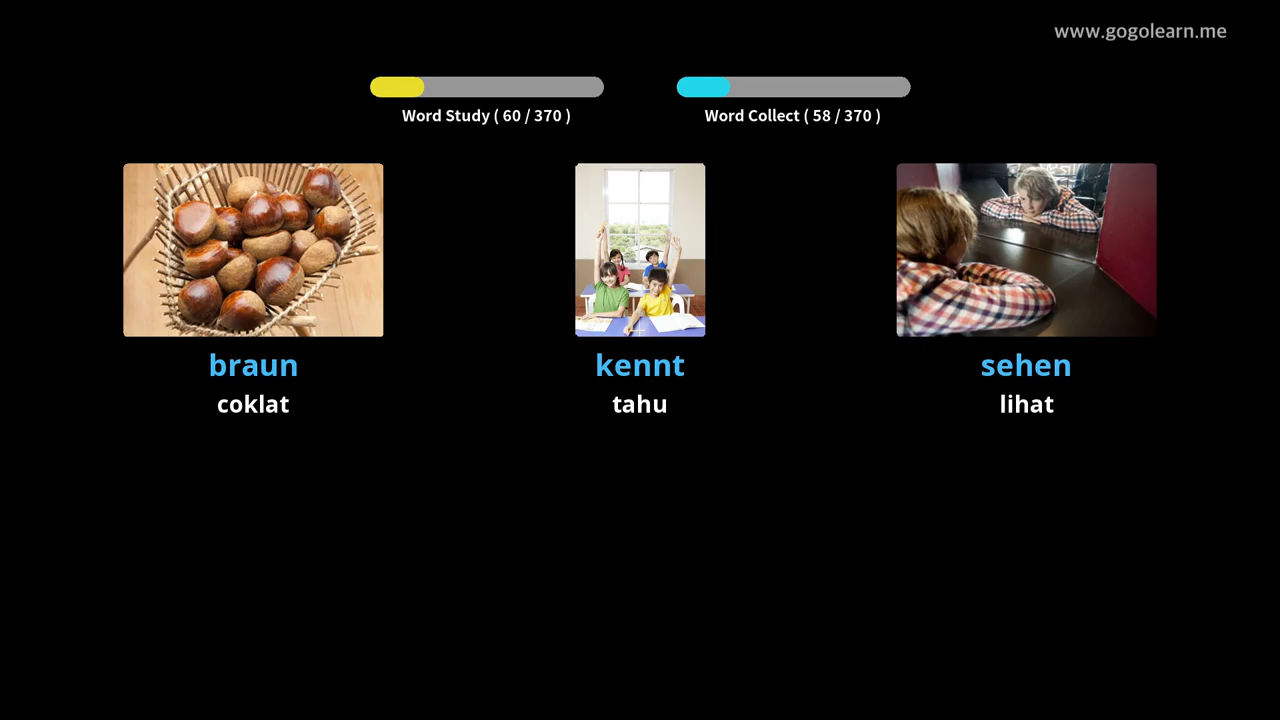 www.gogolearn.me
Word Study ( 60 / 370 )
Word Collect ( 58 / 370 )
braun
kennt
sehen
coklat
tahu
lihat